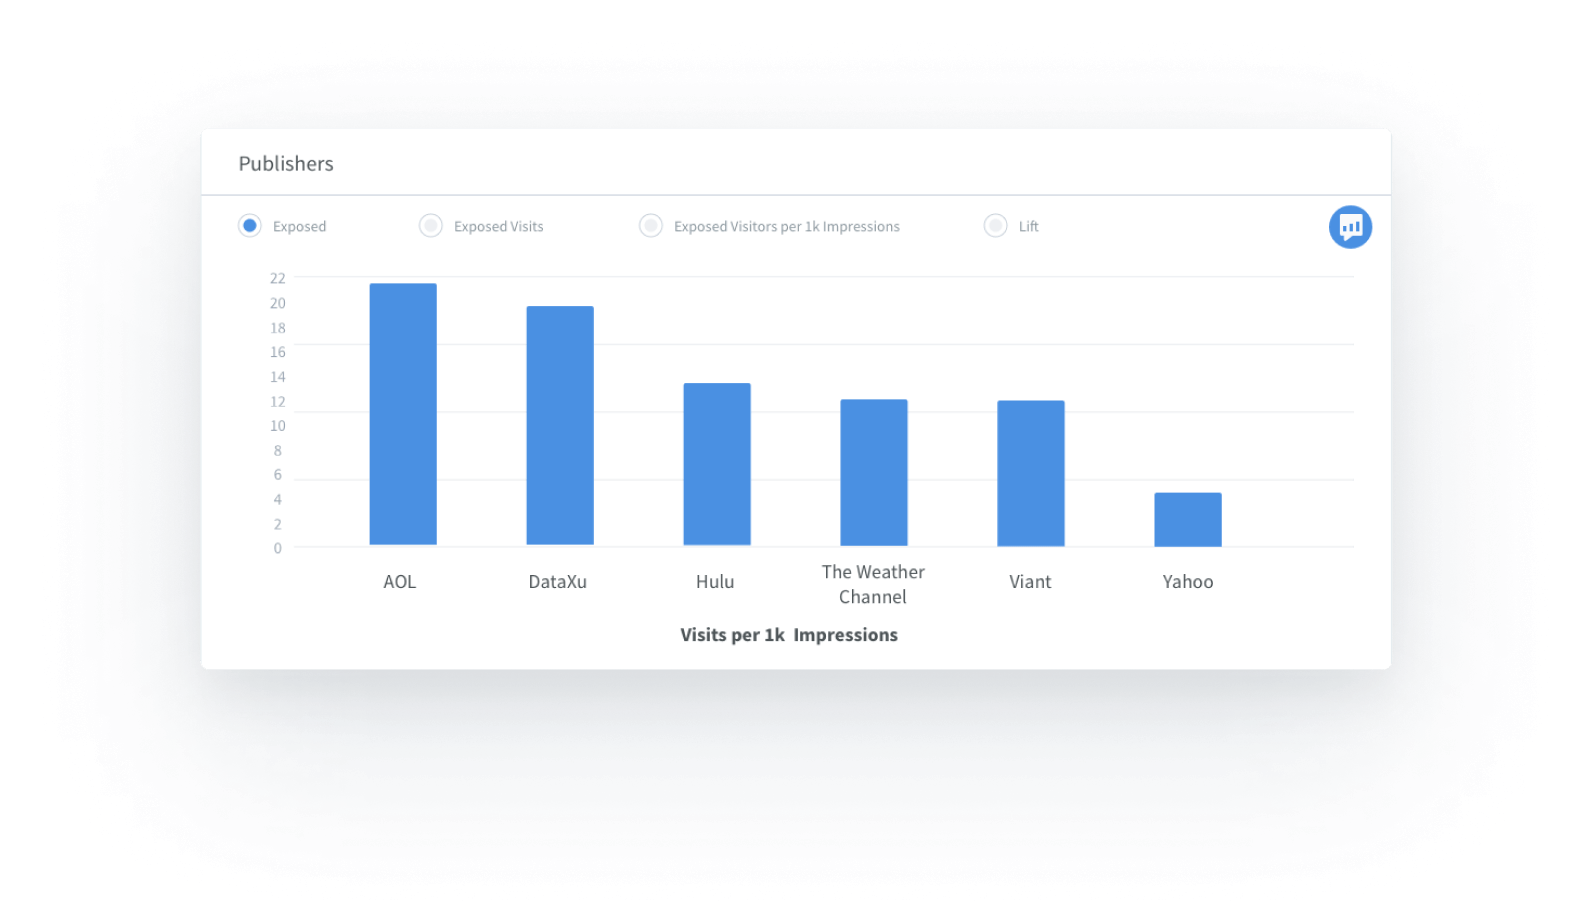 Publishers
Exposed
Exposed Visits
Exposed Visitors per 1k Impressions
Lift
22
20
18
16
14
12
10
8
6
4
2
0
AOL
DataXu
Hulu
The Weather
Channel
Viant
Yahoo
Visits per 1k Impressions